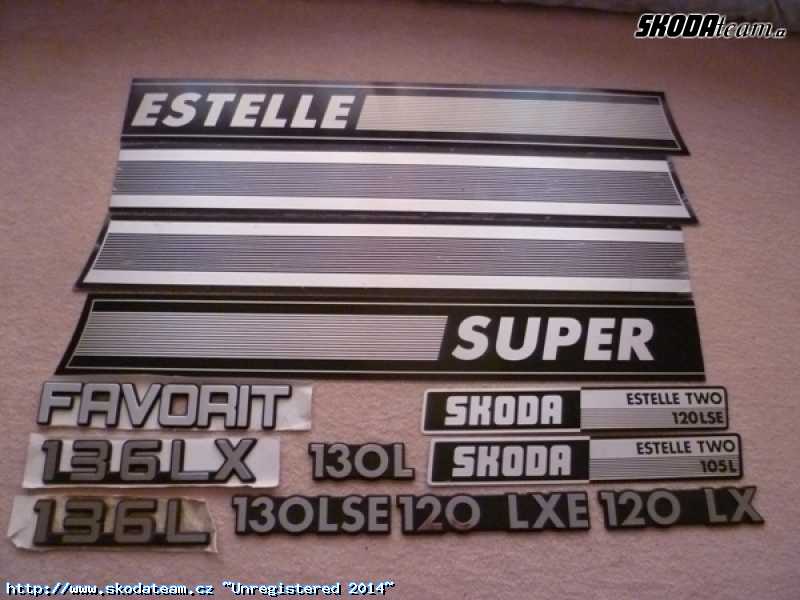 SKODAteam.cz
ESTELLE
SUPER
FAVORIT
SKODA ESTELLE TWO
120LSE
136LX
130L
SKODA ESTELLE TWO
105L
136L
130LSE
120 LXE
120 LX
http://www.skodateam.cz ~Unregistered 2014~